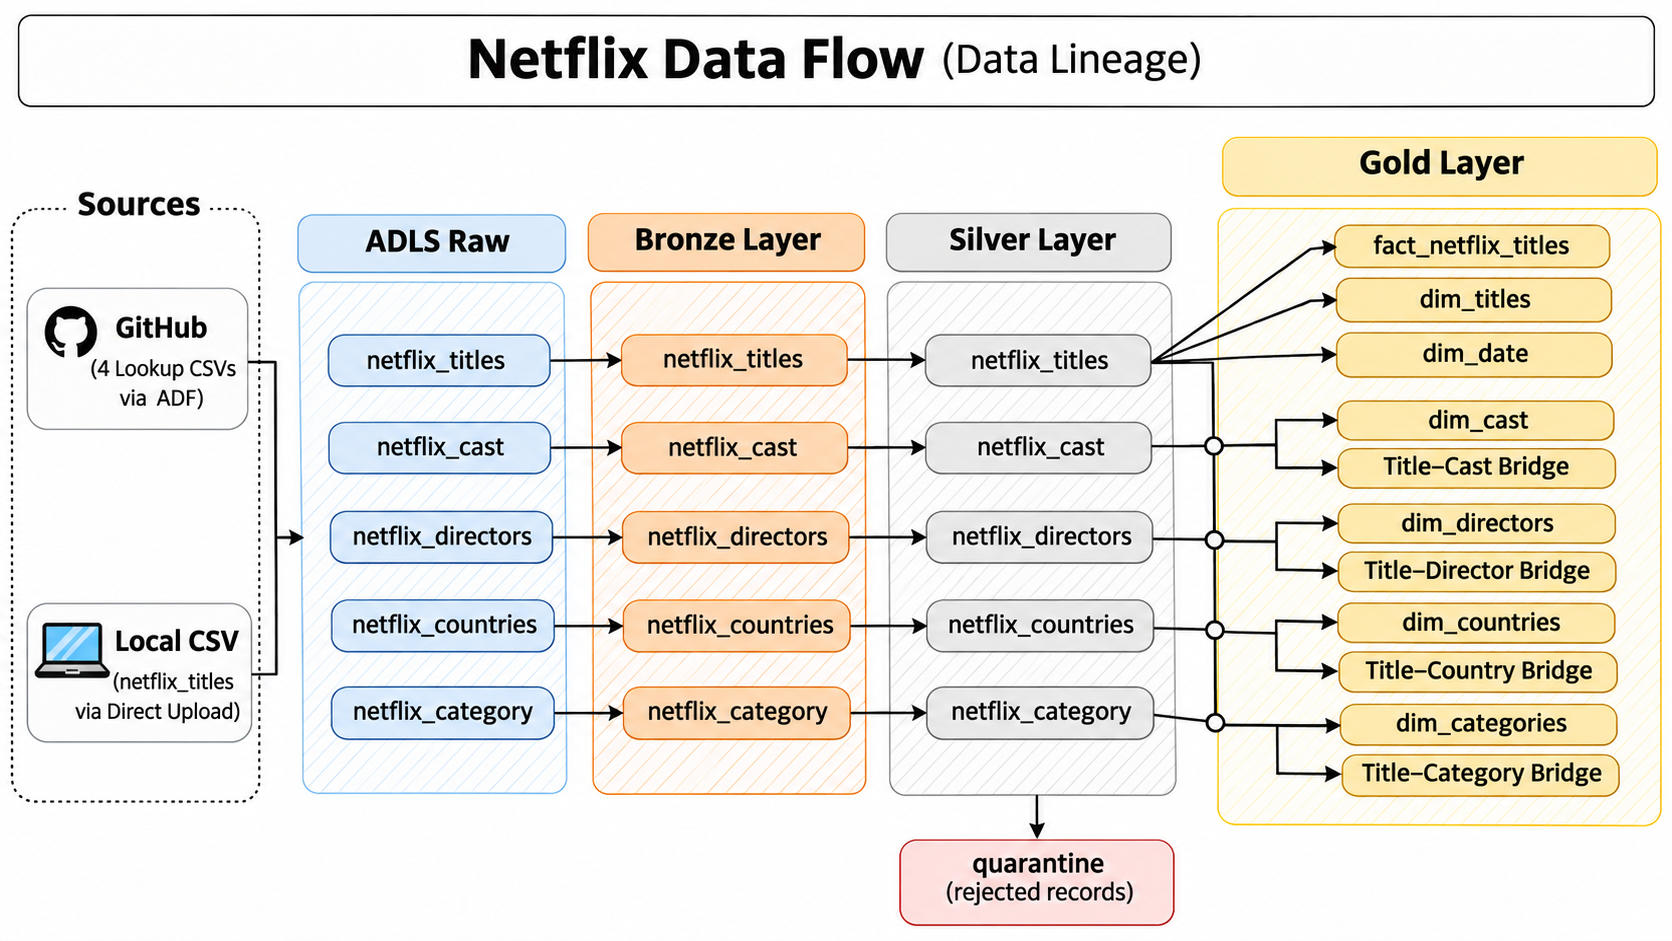 Netflix Data Flow (Data Lineage)
Sources
GitHub
(4 Lookup CSVs
via ADF)
Local CSV
(netflix_titles
via Direct Upload)
ADLS Raw
netflix_titles
netflix_cast
netflix_directors
netflix_countries
netflix_category
Bronze Layer
netflix_titles
netflix_cast
netflix_directors
netflix_countries
netflix_category
Silver Layer
netflix_titles
netflix_cast
netflix_directors
netflix_countries
netflix_category
quarantine
(rejected records)
Gold Layer
fact_netflix_titles
dim_titles
dim_date
dim_cast
Title–Cast Bridge
dim_directors
Title–Director Bridge
dim_countries
Title–Country Bridge
dim_categories
Title–Category Bridge